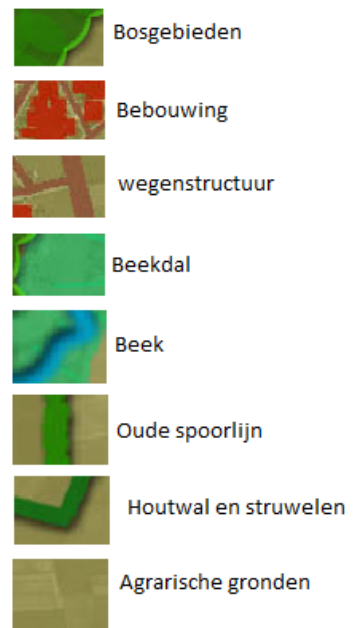 Bosgebieden
Bebouwing
wegenstructuur
Beekdal
Beek
Oude spoorlijn
Houtwal en struwelen
Agrarische gronden